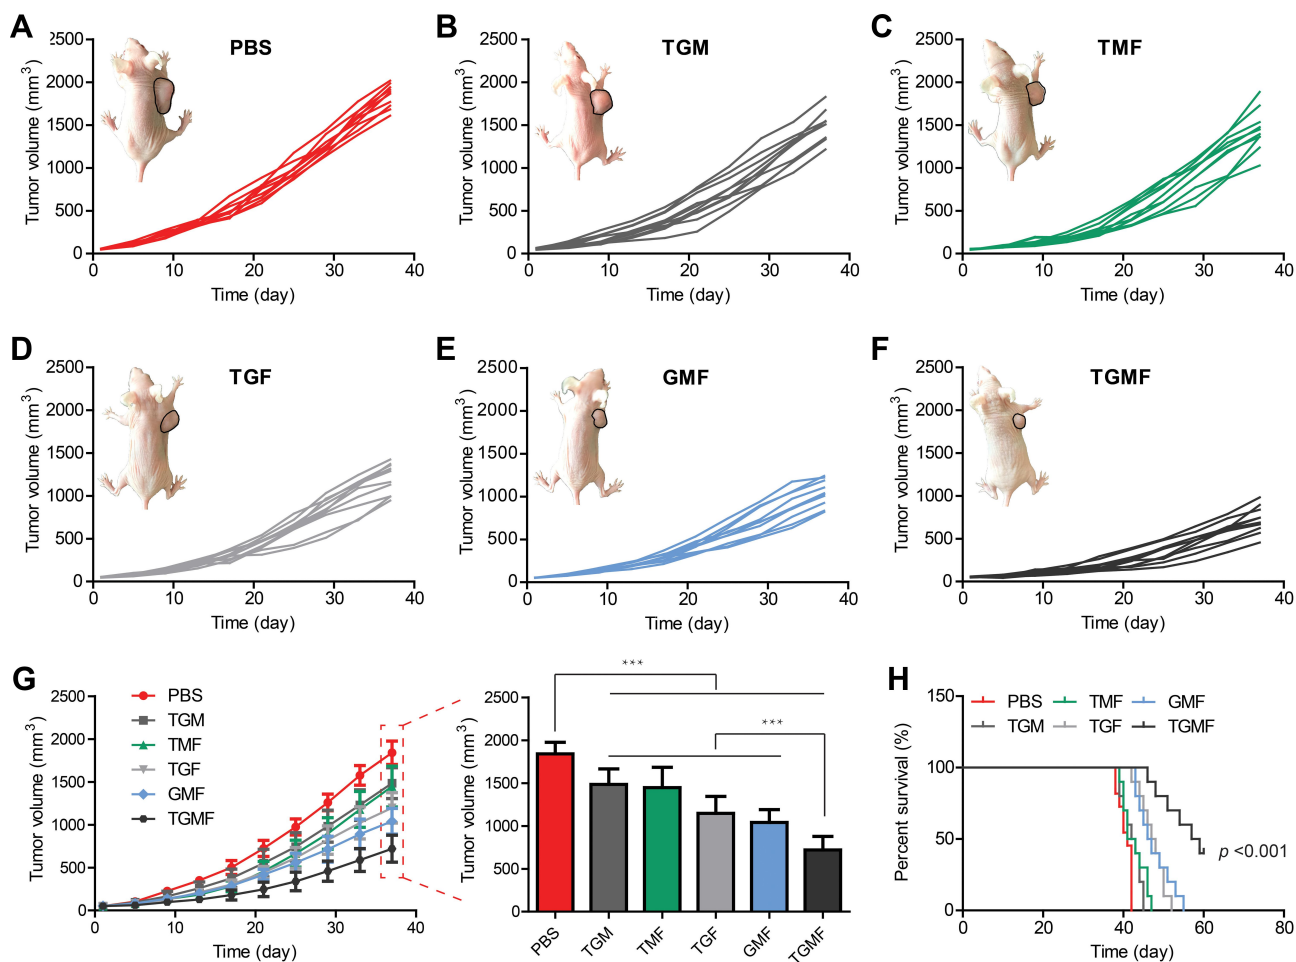 A
PBS
2500
2000
1500
1000
500
0
Tumor volume (mm³)
0 10 20 30 40
Time (day)
B
TGM
2500
2000
1500
1000
500
0
Tumor volume (mm³)
0 10 20 30 40
Time (day)
C
TMF
2500
2000
1500
1000
500
0
Tumor volume (mm³)
0 10 20 30 40
Time (day)
D
TGF
2500
2000
1500
1000
500
0
Tumor volume (mm³)
0 10 20 30 40
Time (day)
E
GMF
2500
2000
1500
1000
500
0
Tumor volume (mm³)
0 10 20 30 40
Time (day)
F
TGMF
2500
2000
1500
1000
500
0
Tumor volume (mm³)
0 10 20 30 40
Time (day)
G
PBS
TGM
TMF
TGF
GMF
TGMF
2500
2000
1500
1000
500
0
Tumor volume (mm³)
0 10 20 30 40
Time (day)
***
***
2500
2000
1500
1000
500
0
Tumor volume (mm³)
PBS TGM TMF TGF GMF TGMF
H
PBS TMF GMF
TGM TGF TGMF
150
100
50
0
Percent survival (%)
p <0.001
0 20 40 60 80
Time (day)